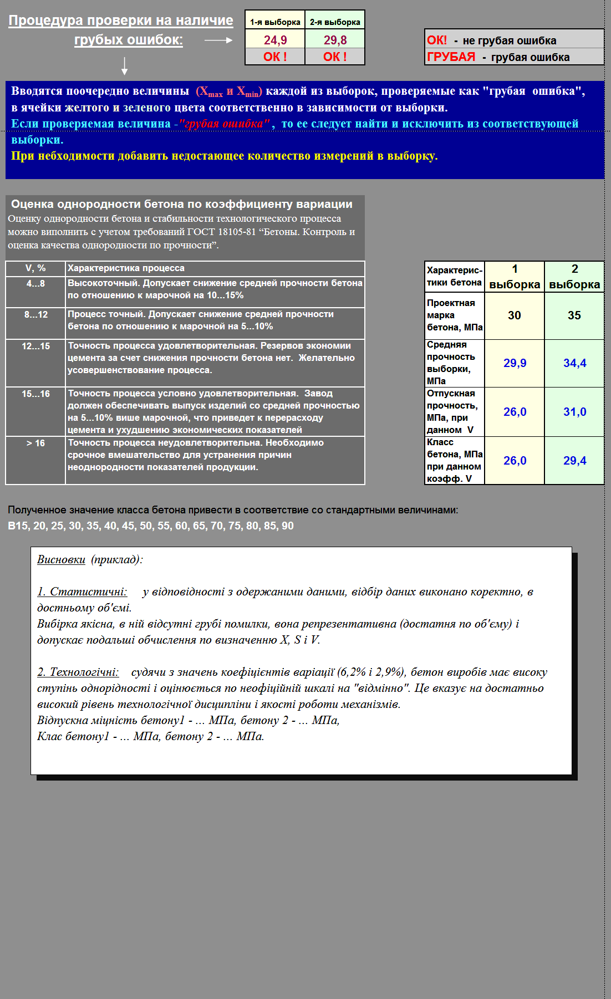 Процедура проверки на наличие
грубых ошибок:
1-я выборка 2-я выборка
24,9 29,8
ОК ! ОК !
ОК! - не грубая ошибка
ГРУБАЯ - грубая ошибка
Вводятся поочередно величины (Xmax и Xmin) каждой из выборок, проверяемые как "грубая ошибка",
в ячейки желтого и зеленого цвета соответственно в зависимости от выборки.
Если проверяемая величина -"грубая ошибка" , то ее следует найти и исключить из соответствующей
выборки.
При небходимости добавить недостающее количество измерений в выборку.
Оценка однородности бетона по коэффициенту вариации
Оценку однородности бетона и стабильности технологического процесса
можно виполнить с учетом требований ГОСТ 18105-81 “Бетоны. Контроль и
оценка качества однородности по прочности”.
V, % Характеристика процесса
4...8 Высокоточный. Допускает снижение средней прочности бетона
по отношению к марочной на 10...15%
8...12 Процесс точный. Допускает снижение средней прочности
бетона по отношению к марочной на 5...10%
12...15 Точность процесса удовлетворительная. Резервов экономии
цемента за счет снижения прочности бетона нет. Желательно
усовершенствование процесса.
15...16 Точность процесса условно удовлетворительная. Завод
должен обеспечивать выпуск изделий со средней прочностью
на 5...10% више марочной, что приведет к перерасходу
цемента и ухудшению экономических показателей
> 16 Точность процесса неудовлетворительна. Необходимо
срочное вмешательство для устранения причин
неоднородности показателей продукции.
Характерис-
тики бетона
1
выборка
2
выборка
Проектная
марка
бетона, МПа
30 35
Средняя
прочность
выборки,
МПа
29,9 34,4
Отпускная
прочность,
МПа, при
данном V
26,0 31,0
Класс
бетона, МПа
при данном
коэфф. V
26,0 29,4
Полученное значение класса бетона привести в соответствие со стандартными величинами:
В15, 20, 25, 30, 35, 40, 45, 50, 55, 60, 65, 70, 75, 80, 85, 90
Висновки (приклад):
1. Статистичні: у відповідності з одержаними даними, відбір даних виконано коректно, в
достньому об'ємі.
Вибірка якісна, в ній відсутні грубі помилки, вона репрезентативна (достатня по об'єму) і
допускає подальші обчислення по визначенню X, S і V.
2. Технологічні: судячи з значень коефіцієнтів варіації (6,2% і 2,9%), бетон виробів має високу
ступінь однорідності і оцінюється по неофіційній шкалі на "відмінно". Це вказує на достатньо
високий рівень технологічної дисципліни і якості роботи механізмів.
Відпускна міцність бетону1 - ... МПа, бетону 2 - ... МПа,
Клас бетону1 - ... МПа, бетону 2 - ... МПа.